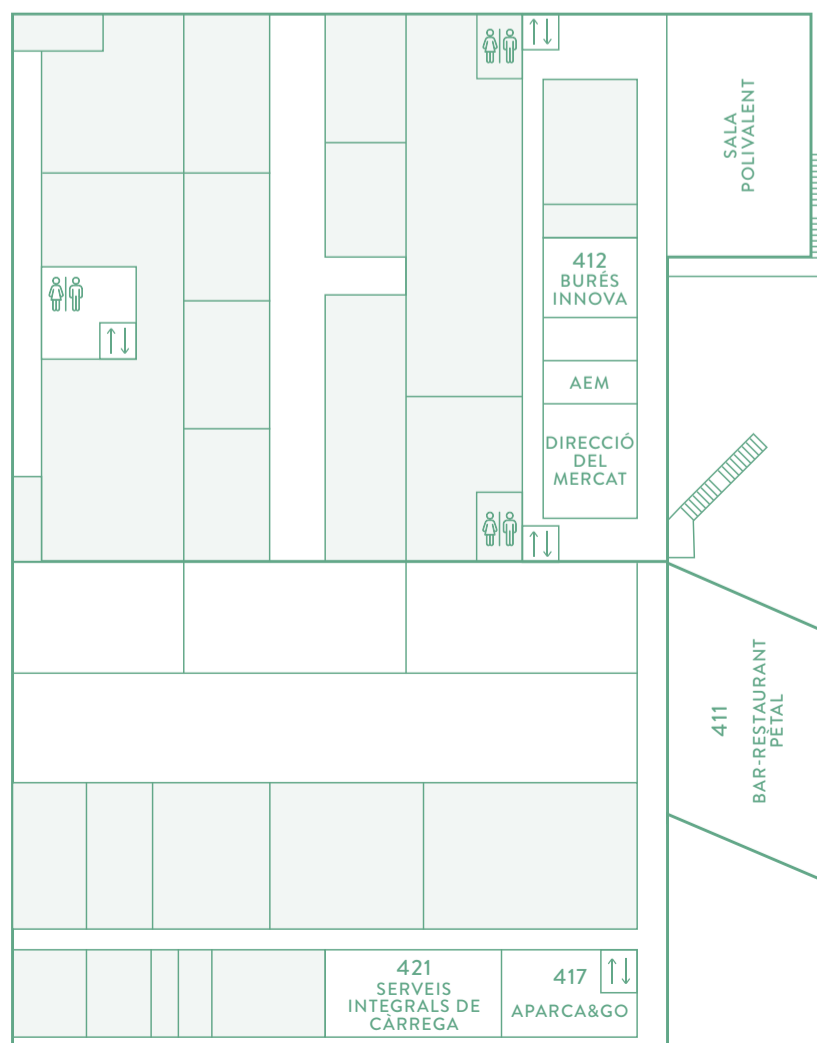 SALA
POLIVALENT
412
BURÉS
INNOVA
AEM
DIRECCIÓ
DEL
MERCAT
411
BAR-RESTAURANT
PÈTAL
421
SERVEIS
INTEGRALS DE
CÀRREGA
417
APARCA&GO